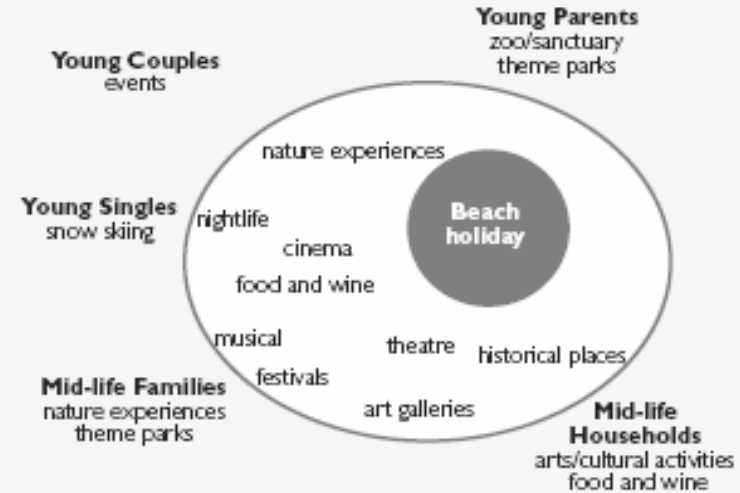 Young Parents
zoo/sanctuary
theme parks
Young Couples
events
nature experiences
Young Singles
snow skiing
nightlife
cinema
food and wine
Beach
holiday
musical
festivals
theatre
historical places
art galleries
Mid-life Families
nature experiences
theme parks
Mid-life
Households
arts/cultural activities
food and wine